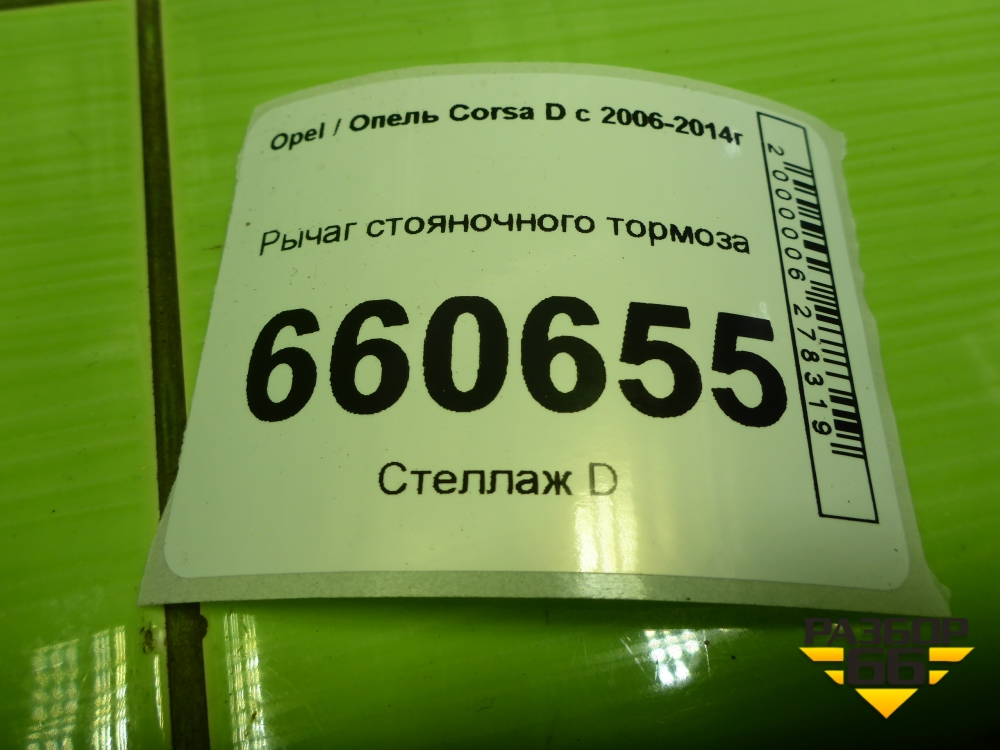 Opel / Опель Corsa D с 2006-2014г
Рычаг стояночного тормоза
660655
Стеллаж D
2000006278319
РАЗБОР
66